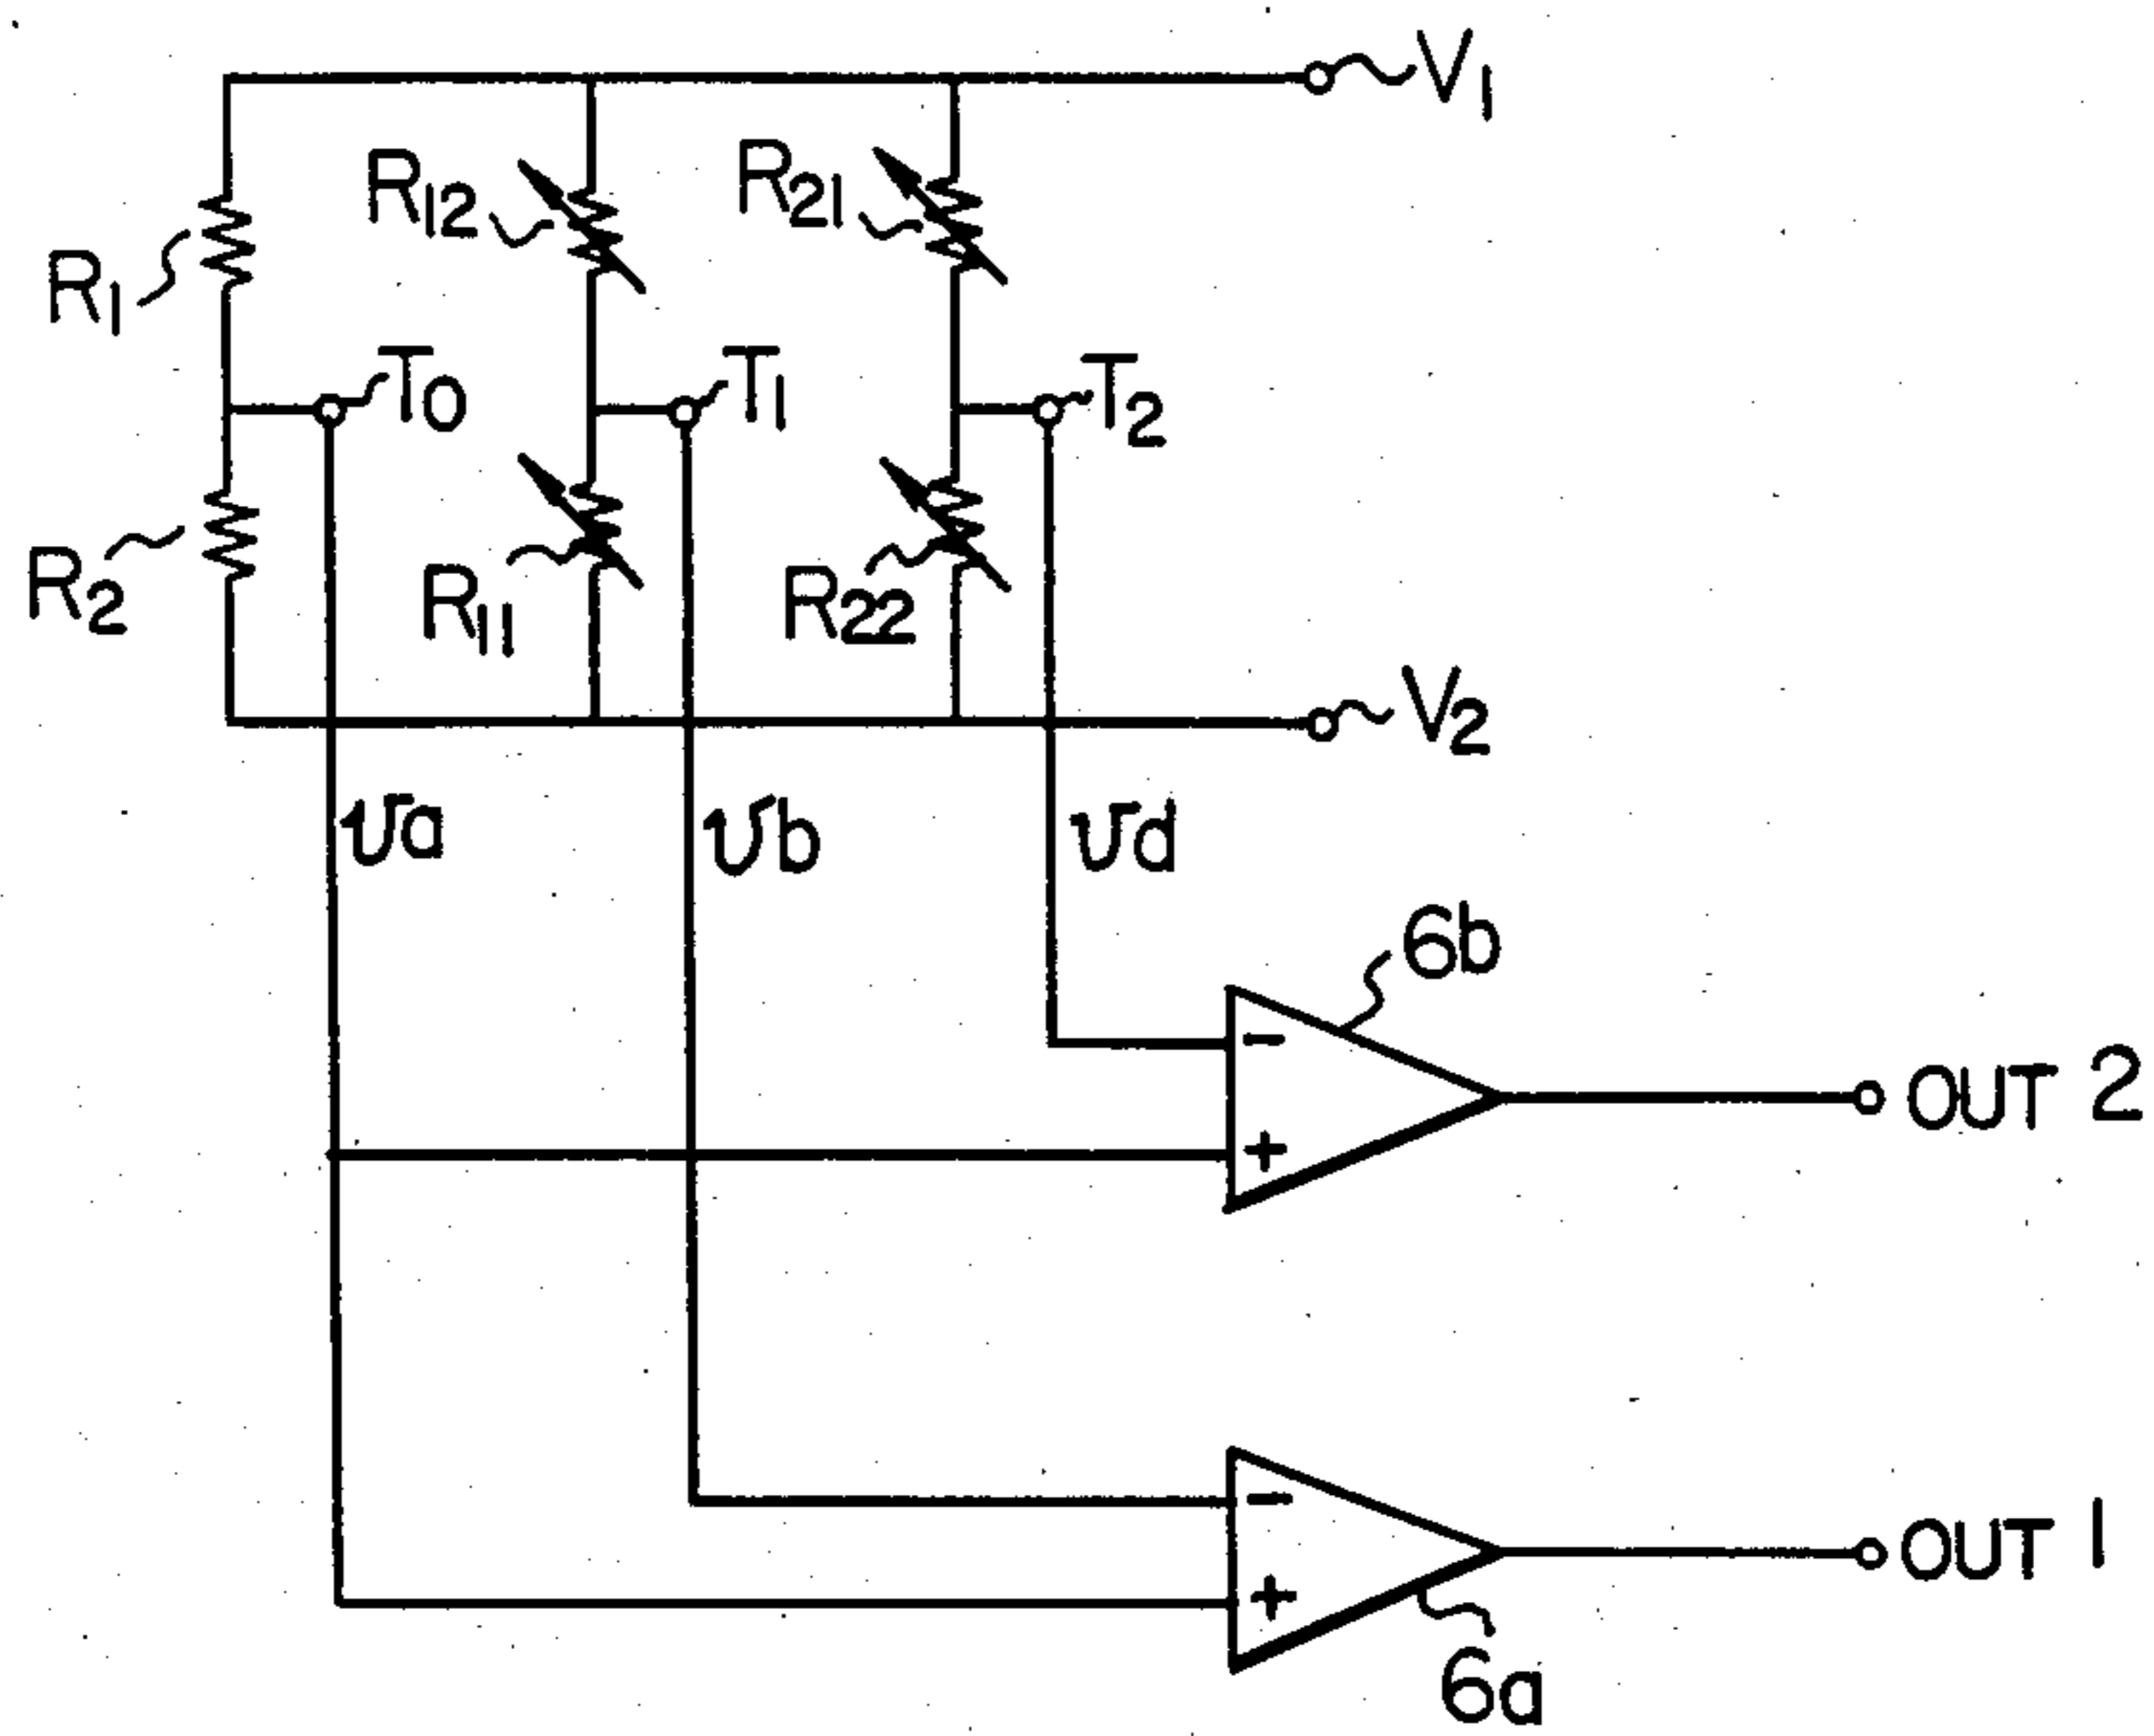 V1
R12
R21
R1
T0
T1
T2
R2
R11
R22
V2
va
vb
vd
6b
-
+
OUT 2
-
+
OUT 1
6a